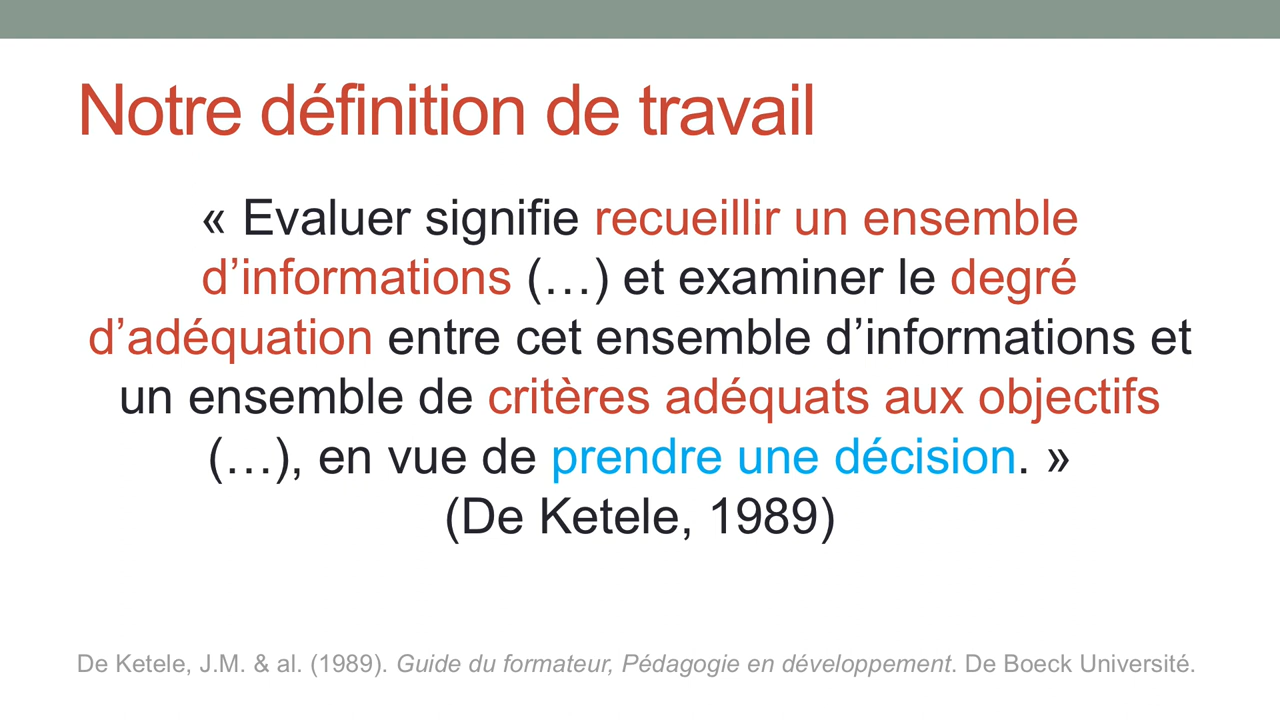 Notre définition de travail
« Evaluer signifie recueillir un ensemble
d’informations (…) et examiner le degré
d’adéquation entre cet ensemble d’informations et
un ensemble de critères adéquats aux objectifs
(…), en vue de prendre une décision. »
(De Ketele, 1989)
De Ketele, J.M. & al. (1989). Guide du formateur, Pédagogie en développement. De Boeck Université.